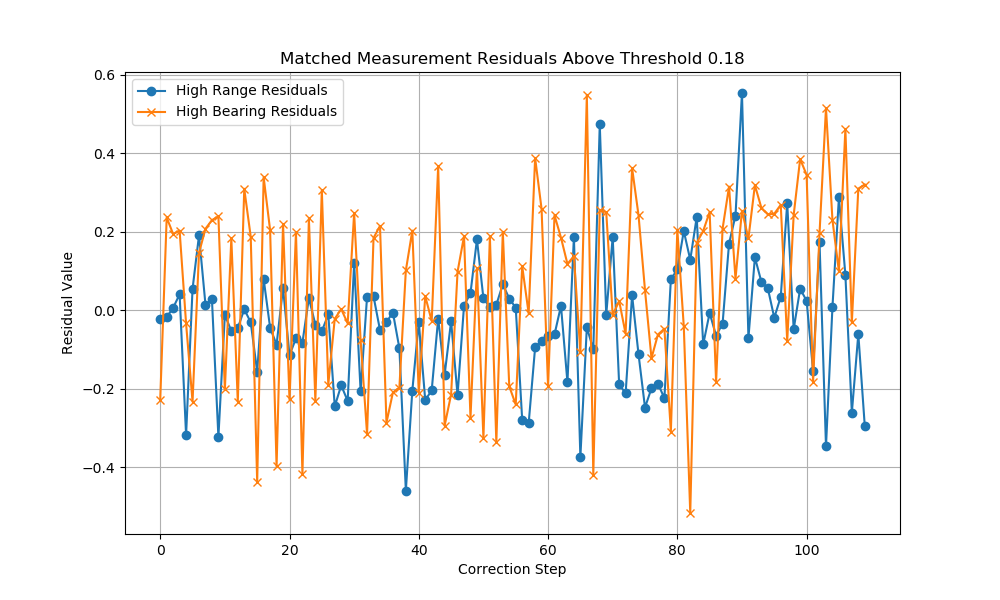 Matched Measurement Residuals Above Threshold 0.18
High Range Residuals
High Bearing Residuals
Residual Value
0.6
0.4
0.2
0.0
−0.2
−0.4
0 20 40 60 80 100
Correction Step